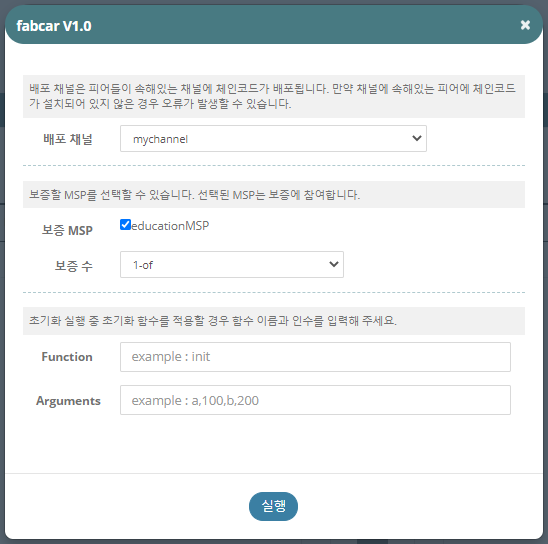 fabcar V1.0 ×
배포 채널은 피어들이 속해있는 채널에 체인코드가 배포됩니다. 만약 채널에 속해있는 피어에 체인코드
가 설치되어 있지 않은 경우 오류가 발생할 수 있습니다.
배포 채널 mychannel
보증할 MSP를 선택할 수 있습니다. 선택된 MSP는 보증에 참여합니다.
보증 MSP educationMSP
보증 수 1-of
초기화 실행 중 초기화 함수를 적용할 경우 함수 이름과 인수를 입력해 주세요.
Function example : init
Arguments example : a,100,b,200
실행